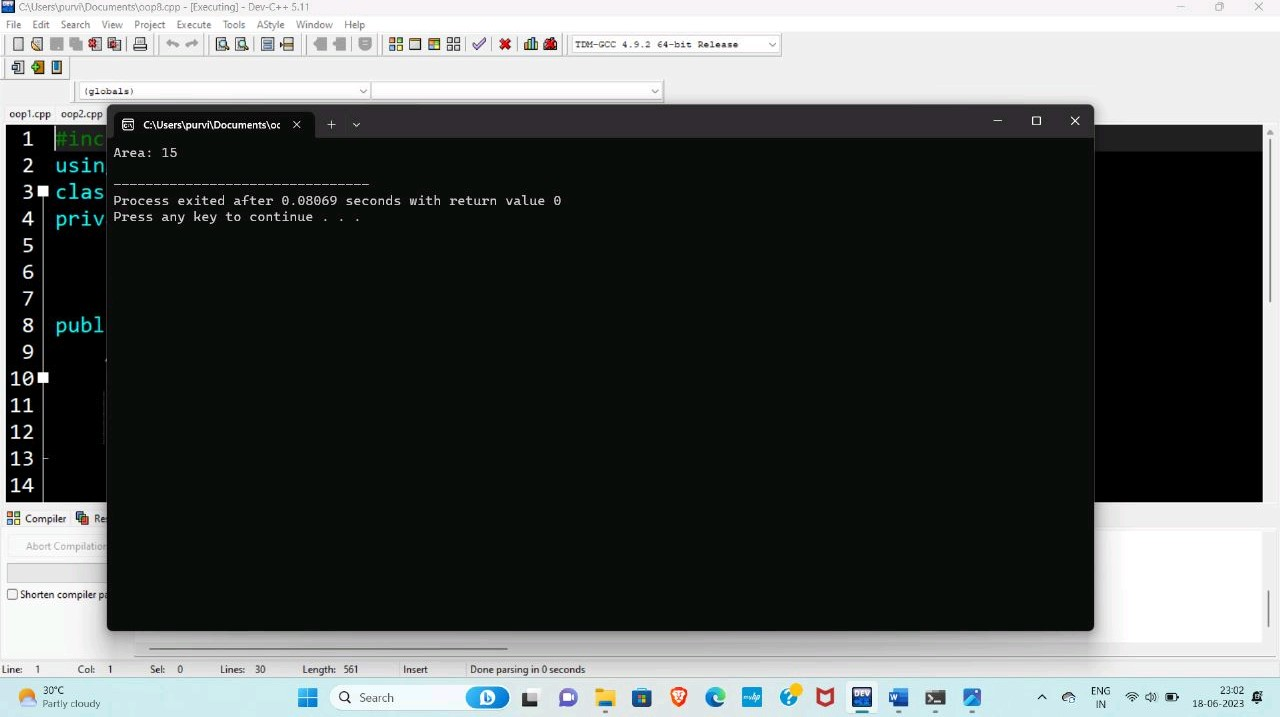 C:\Users\purvi\Documents\oop8.cpp - [Executing] - Dev-C++ 5.11
File Edit Search View Project Execute Tools AStyle Window Help
TDM-GCC 4.9.2 64-bit Release
(globals)
oop1.cpp oop2.cpp
C:\Users\purvi\Documents\oc
1 #inc
2 usin
3 clas
4 priv
5
6
7
8 publ
9
10
11
12
13
14
Area: 15
--------------------------------
Process exited after 0.08069 seconds with return value 0
Press any key to continue . . .
Compiler Res
Abort Compilation
Shorten compiler pa
Line: 1 Col: 1 Sel: 0 Lines: 30 Length: 561 Insert Done parsing in 0 seconds
30°C
Partly cloudy
Search
myhp
DEV
W
ENG
IN
23:02
18-06-2023